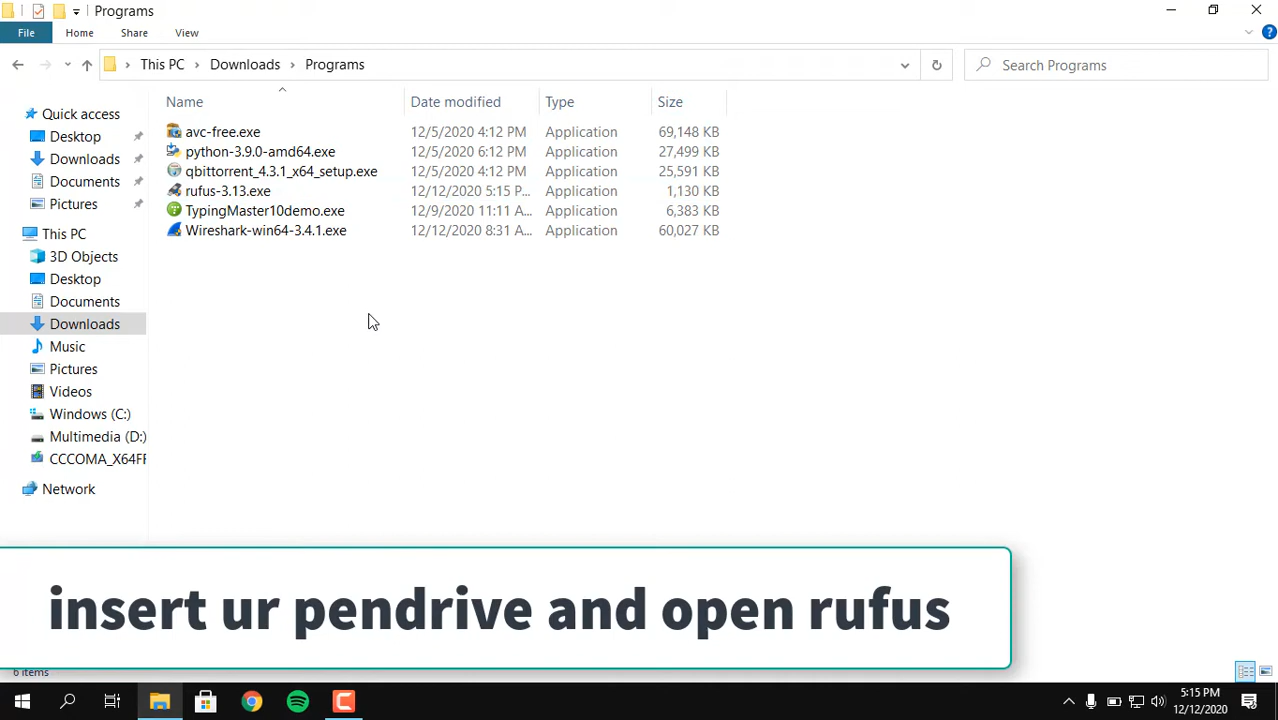 Programs
File Home Share View
This PC Downloads Programs
Search Programs
Name Date modified Type Size
avc-free.exe 12/5/2020 4:12 PM Application 69,148 KB
python-3.9.0-amd64.exe 12/5/2020 6:12 PM Application 27,499 KB
qbittorrent_4.3.1_x64_setup.exe 12/5/2020 4:12 PM Application 25,591 KB
rufus-3.13.exe 12/12/2020 5:15 P... Application 1,130 KB
TypingMaster10demo.exe 12/9/2020 11:11 A... Application 6,383 KB
Wireshark-win64-3.4.1.exe 12/12/2020 8:31 A... Application 60,027 KB
Quick access
Desktop
Downloads
Documents
Pictures
This PC
3D Objects
Desktop
Documents
Downloads
Music
Pictures
Videos
Windows (C:)
Multimedia (D:)
CCCOMA_X64FF
Network
insert ur pendrive and open rufus
6 items
5:15 PM
12/12/2020